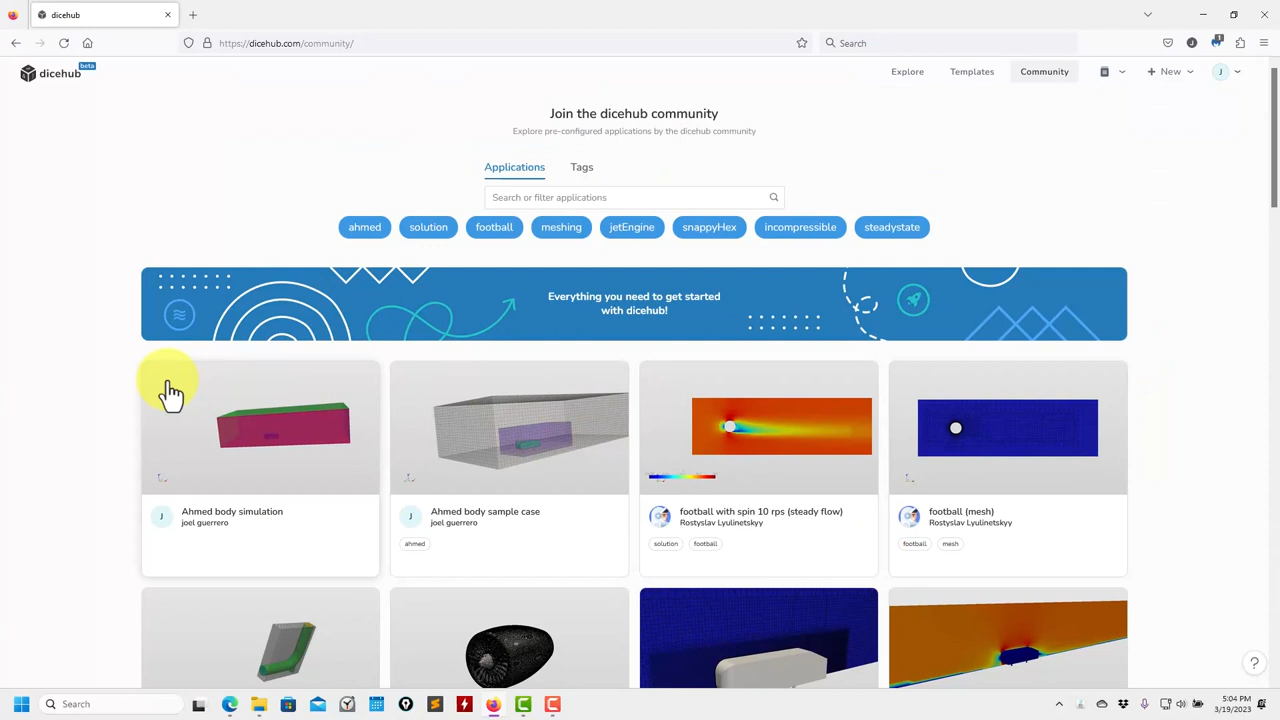 dicehub
https://dicehub.com/community/
Search
1
J
dicehub
beta
Explore
Templates
Community
New
J
Join the dicehub community
Explore pre-configured applications by the dicehub community
Applications
Tags
Search or filter applications
ahmed
solution
football
meshing
jetEngine
snappyHex
incompressible
steadystate
Everything you need to get started
with dicehub!
J
Ahmed body simulation
joel guerrero
J
Ahmed body sample case
joel guerrero
ahmed
football with spin 10 rps (steady flow)
Rostyslav Lyulinetskyy
solution
football
football (mesh)
Rostyslav Lyulinetskyy
football
mesh
?
Search
5:04 PM
3/19/2023